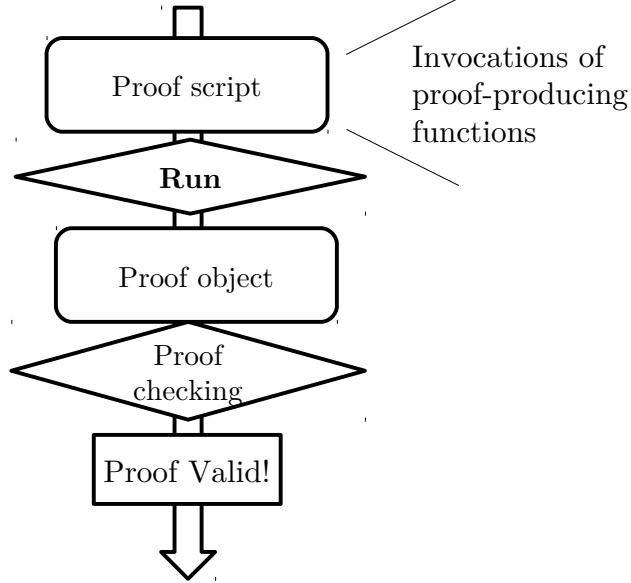 Proof script
Invocations of
proof-producing
functions
Run
Proof object
Proof
checking
Proof Valid!